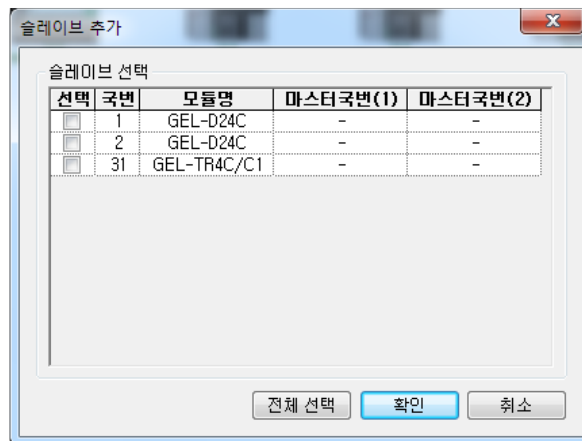 슬레이브 추가
슬레이브 선택
선택 국번 모듈명 마스터국번(1) 마스터국번(2)
1 GEL-D24C - -
2 GEL-D24C - -
31 GEL-TR4C/C1 - -
전체 선택 확인 취소